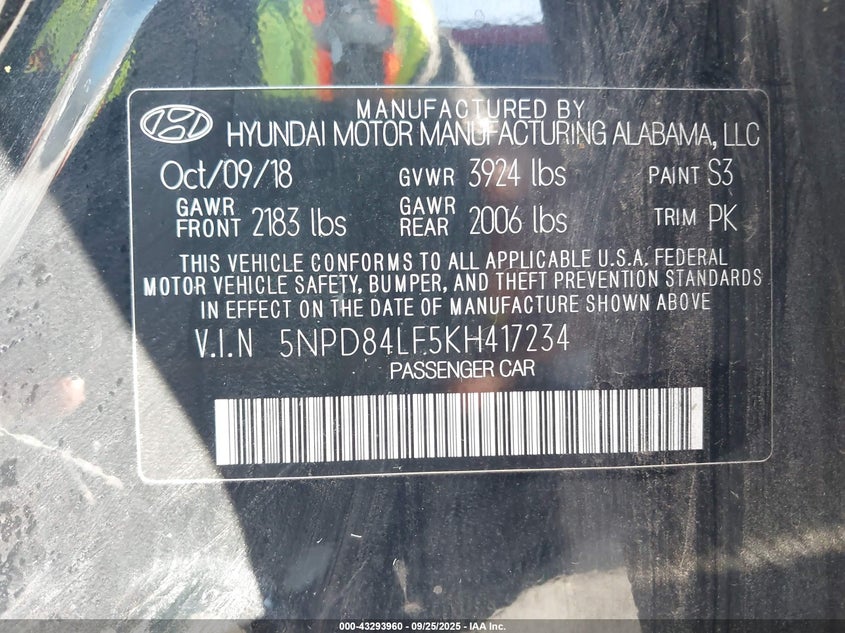 MANUFACTURED BY
HYUNDAI MOTOR MANUFACTURING ALABAMA, LLC
Oct/09/18 GVWR 3924 lbs PAINT S3
GAWR FRONT 2183 lbs GAWR REAR 2006 lbs TRIM PK
THIS VEHICLE CONFORMS TO ALL APPLICABLE U.S.A. FEDERAL
MOTOR VEHICLE SAFETY, BUMPER, AND THEFT PREVENTION STANDARDS
IN EFFECT ON THE DATE OF MANUFACTURE SHOWN ABOVE
V.I.N 5NPD84LF5KH417234
PASSENGER CAR
000-43293960 - 09/25/2025 - IAA Inc.